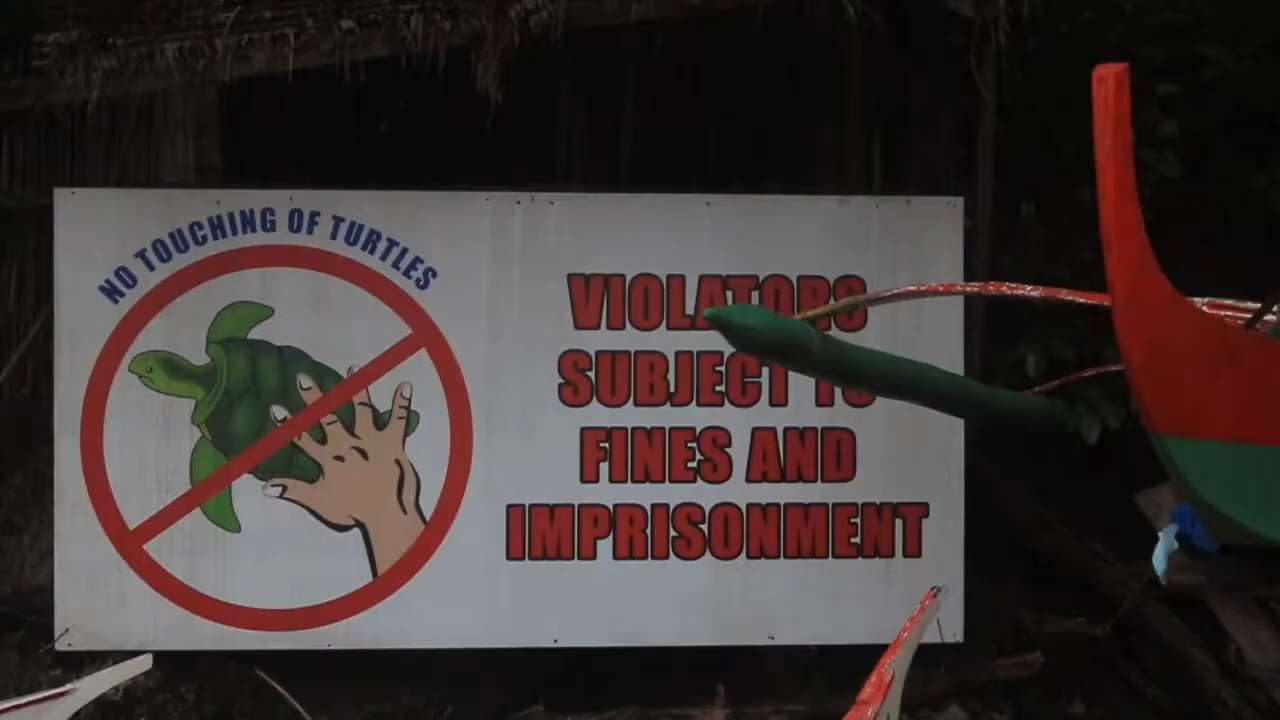 NO TOUCHING OF TURTLES
VIOLATORS
SUBJECT TO
FINES AND
IMPRISONMENT